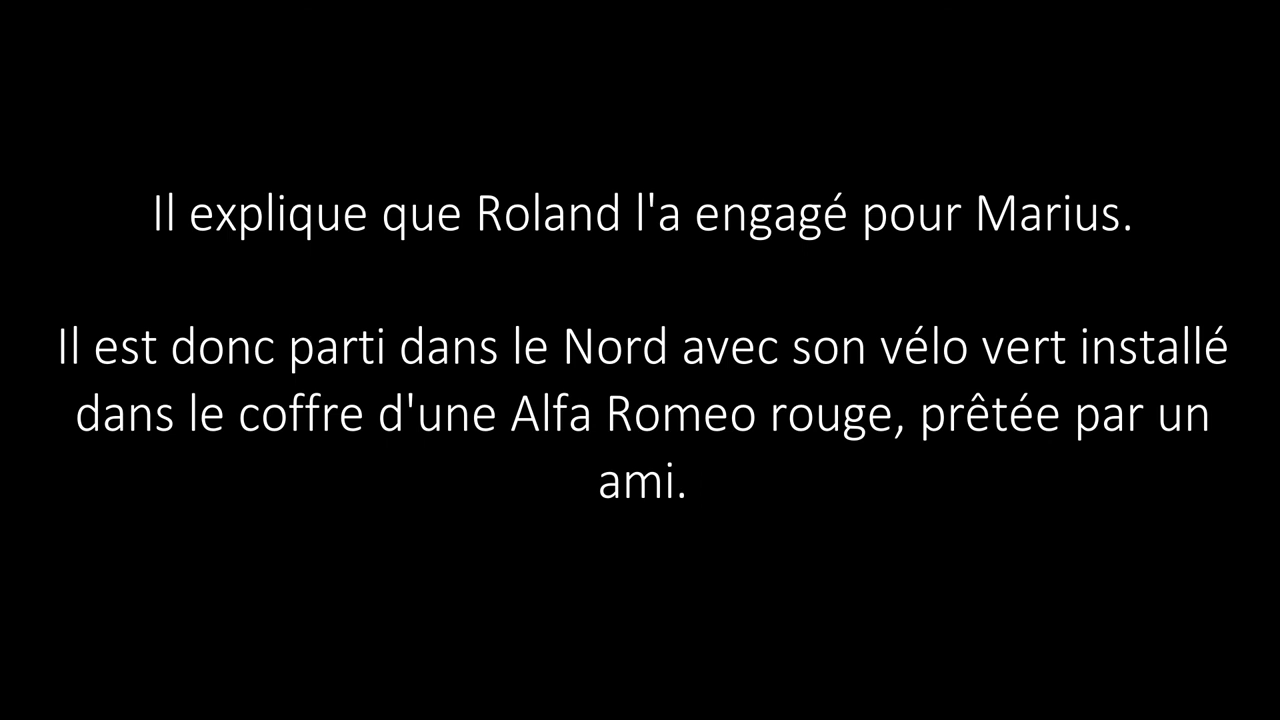 Il explique que Roland l'a engagé pour Marius.
Il est donc parti dans le Nord avec son vélo vert installé
dans le coffre d'une Alfa Romeo rouge, prêtée par un
ami.